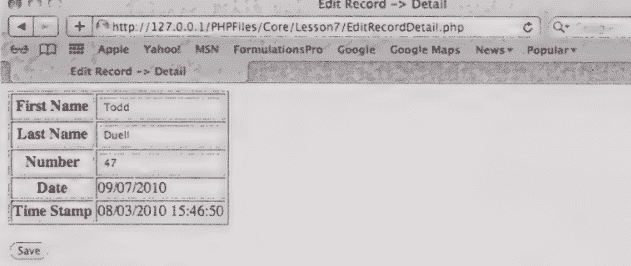 Edit Record -> Detail
http://127.0.0.1/PHPFiles/Core/Lesson7/EditRecordDetail.php
Apple Yahoo! MSN FormulationsPro Google Google Maps News Popular
Edit Record -> Detail
First Name Todd
Last Name Duell
Number 47
Date 09/07/2010
Time Stamp 08/03/2010 15:46:50
Save